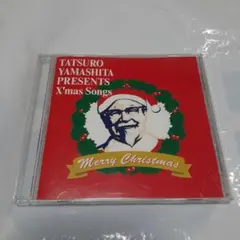 TATSURO
YAMASHITA
PRESENTS
X'mas Songs
Merry Christmas